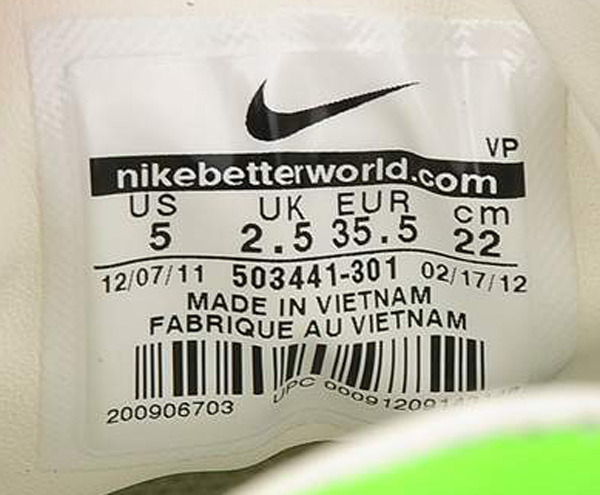 VP
nikebetterworld.com
US UK EUR cm
5 2.5 35.5 22
12/07/11 503441-301 02/17/12
MADE IN VIETNAM
FABRIQUE AU VIETNAM
200906703 UPC